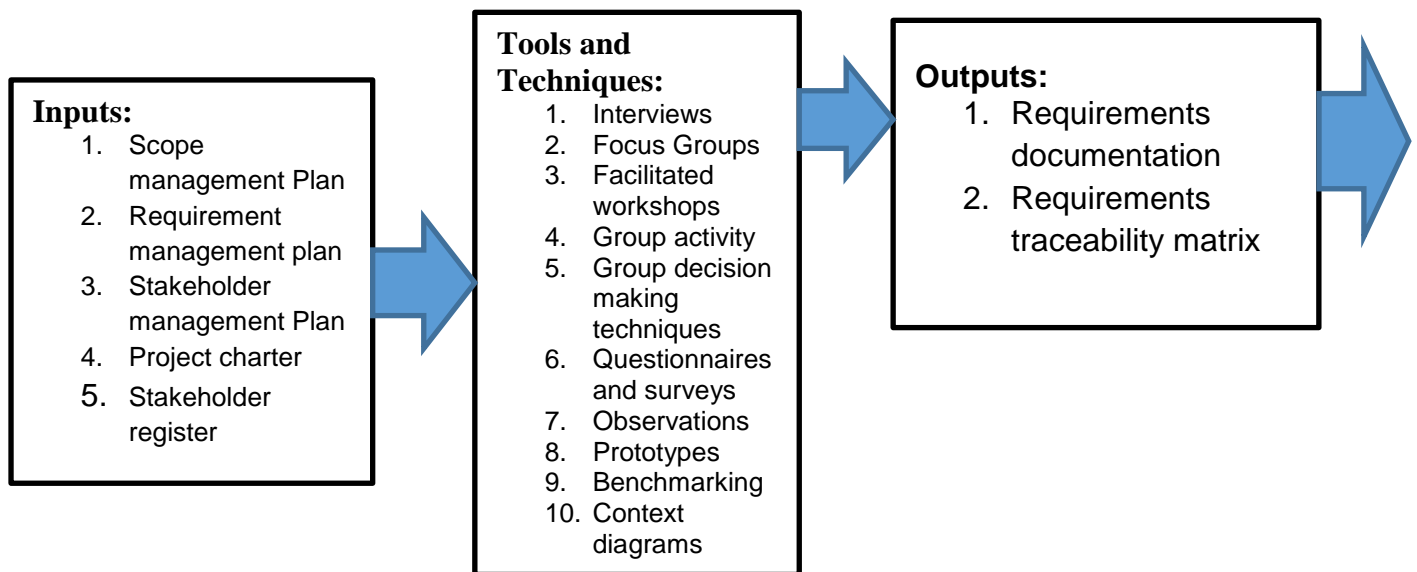 Inputs:
1. Scope
management Plan
2. Requirement
management plan
3. Stakeholder
management Plan
4. Project charter
5. Stakeholder
register
Tools and
Techniques:
1. Interviews
2. Focus Groups
3. Facilitated
workshops
4. Group activity
5. Group decision
making
techniques
6. Questionnaires
and surveys
7. Observations
8. Prototypes
9. Benchmarking
10. Context
diagrams
Outputs:
1. Requirements
documentation
2. Requirements
traceability matrix